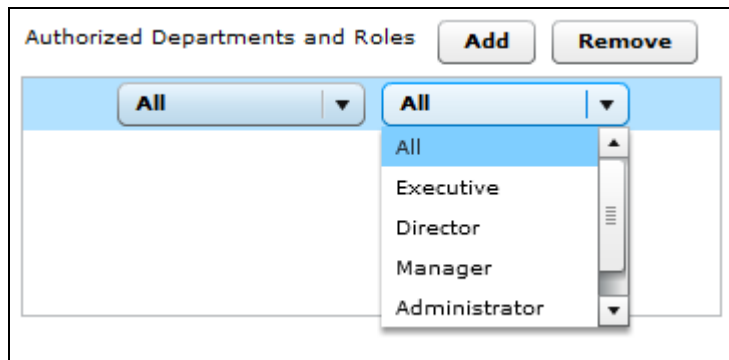 Authorized Departments and Roles Add Remove
All All
All
Executive
Director
Manager
Administrator